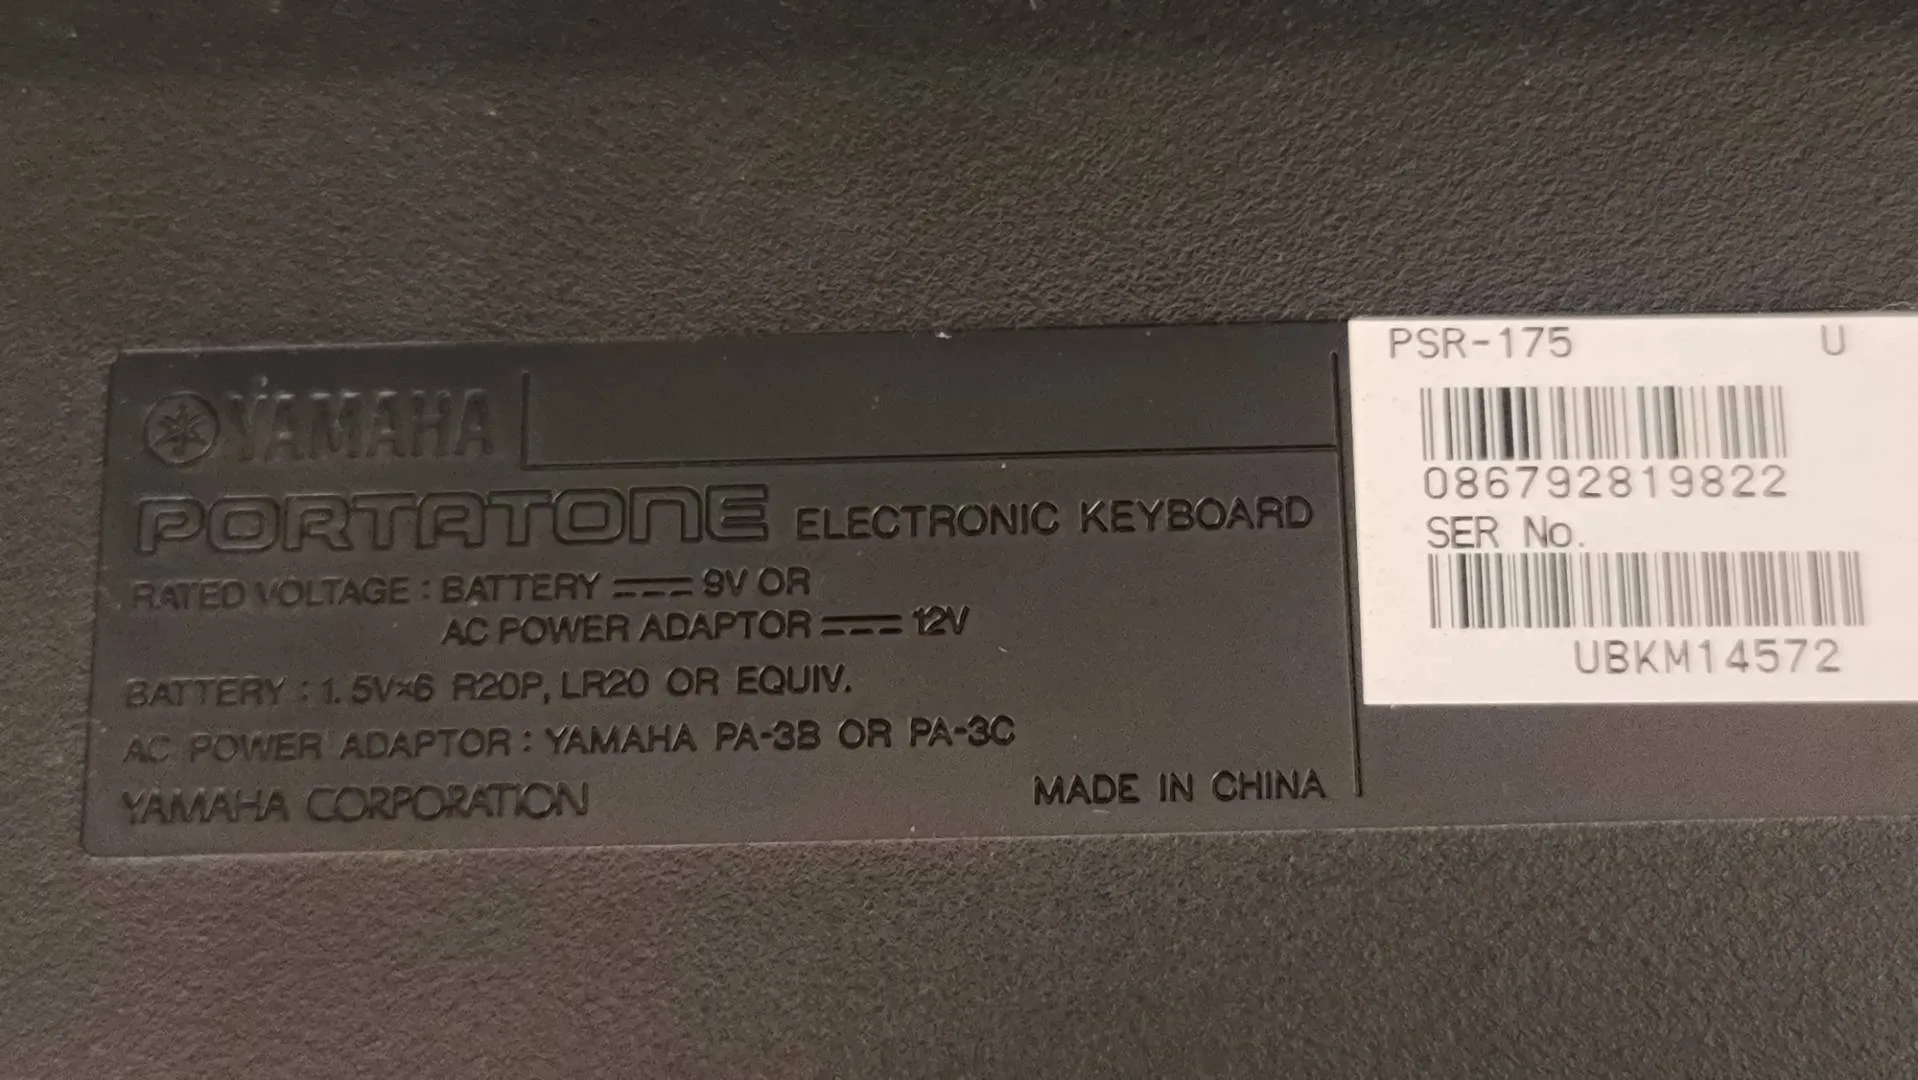 YAMAHA
PORTATONE ELECTRONIC KEYBOARD
RATED VOLTAGE : BATTERY ⎓ 9V OR
AC POWER ADAPTOR ⎓ 12V
BATTERY : 1.5V×6 R20P, LR20 OR EQUIV.
AC POWER ADAPTOR : YAMAHA PA-3B OR PA-3C
YAMAHA CORPORATION
MADE IN CHINA
PSR-175 U
086792819822
SER No.
UBKM14572